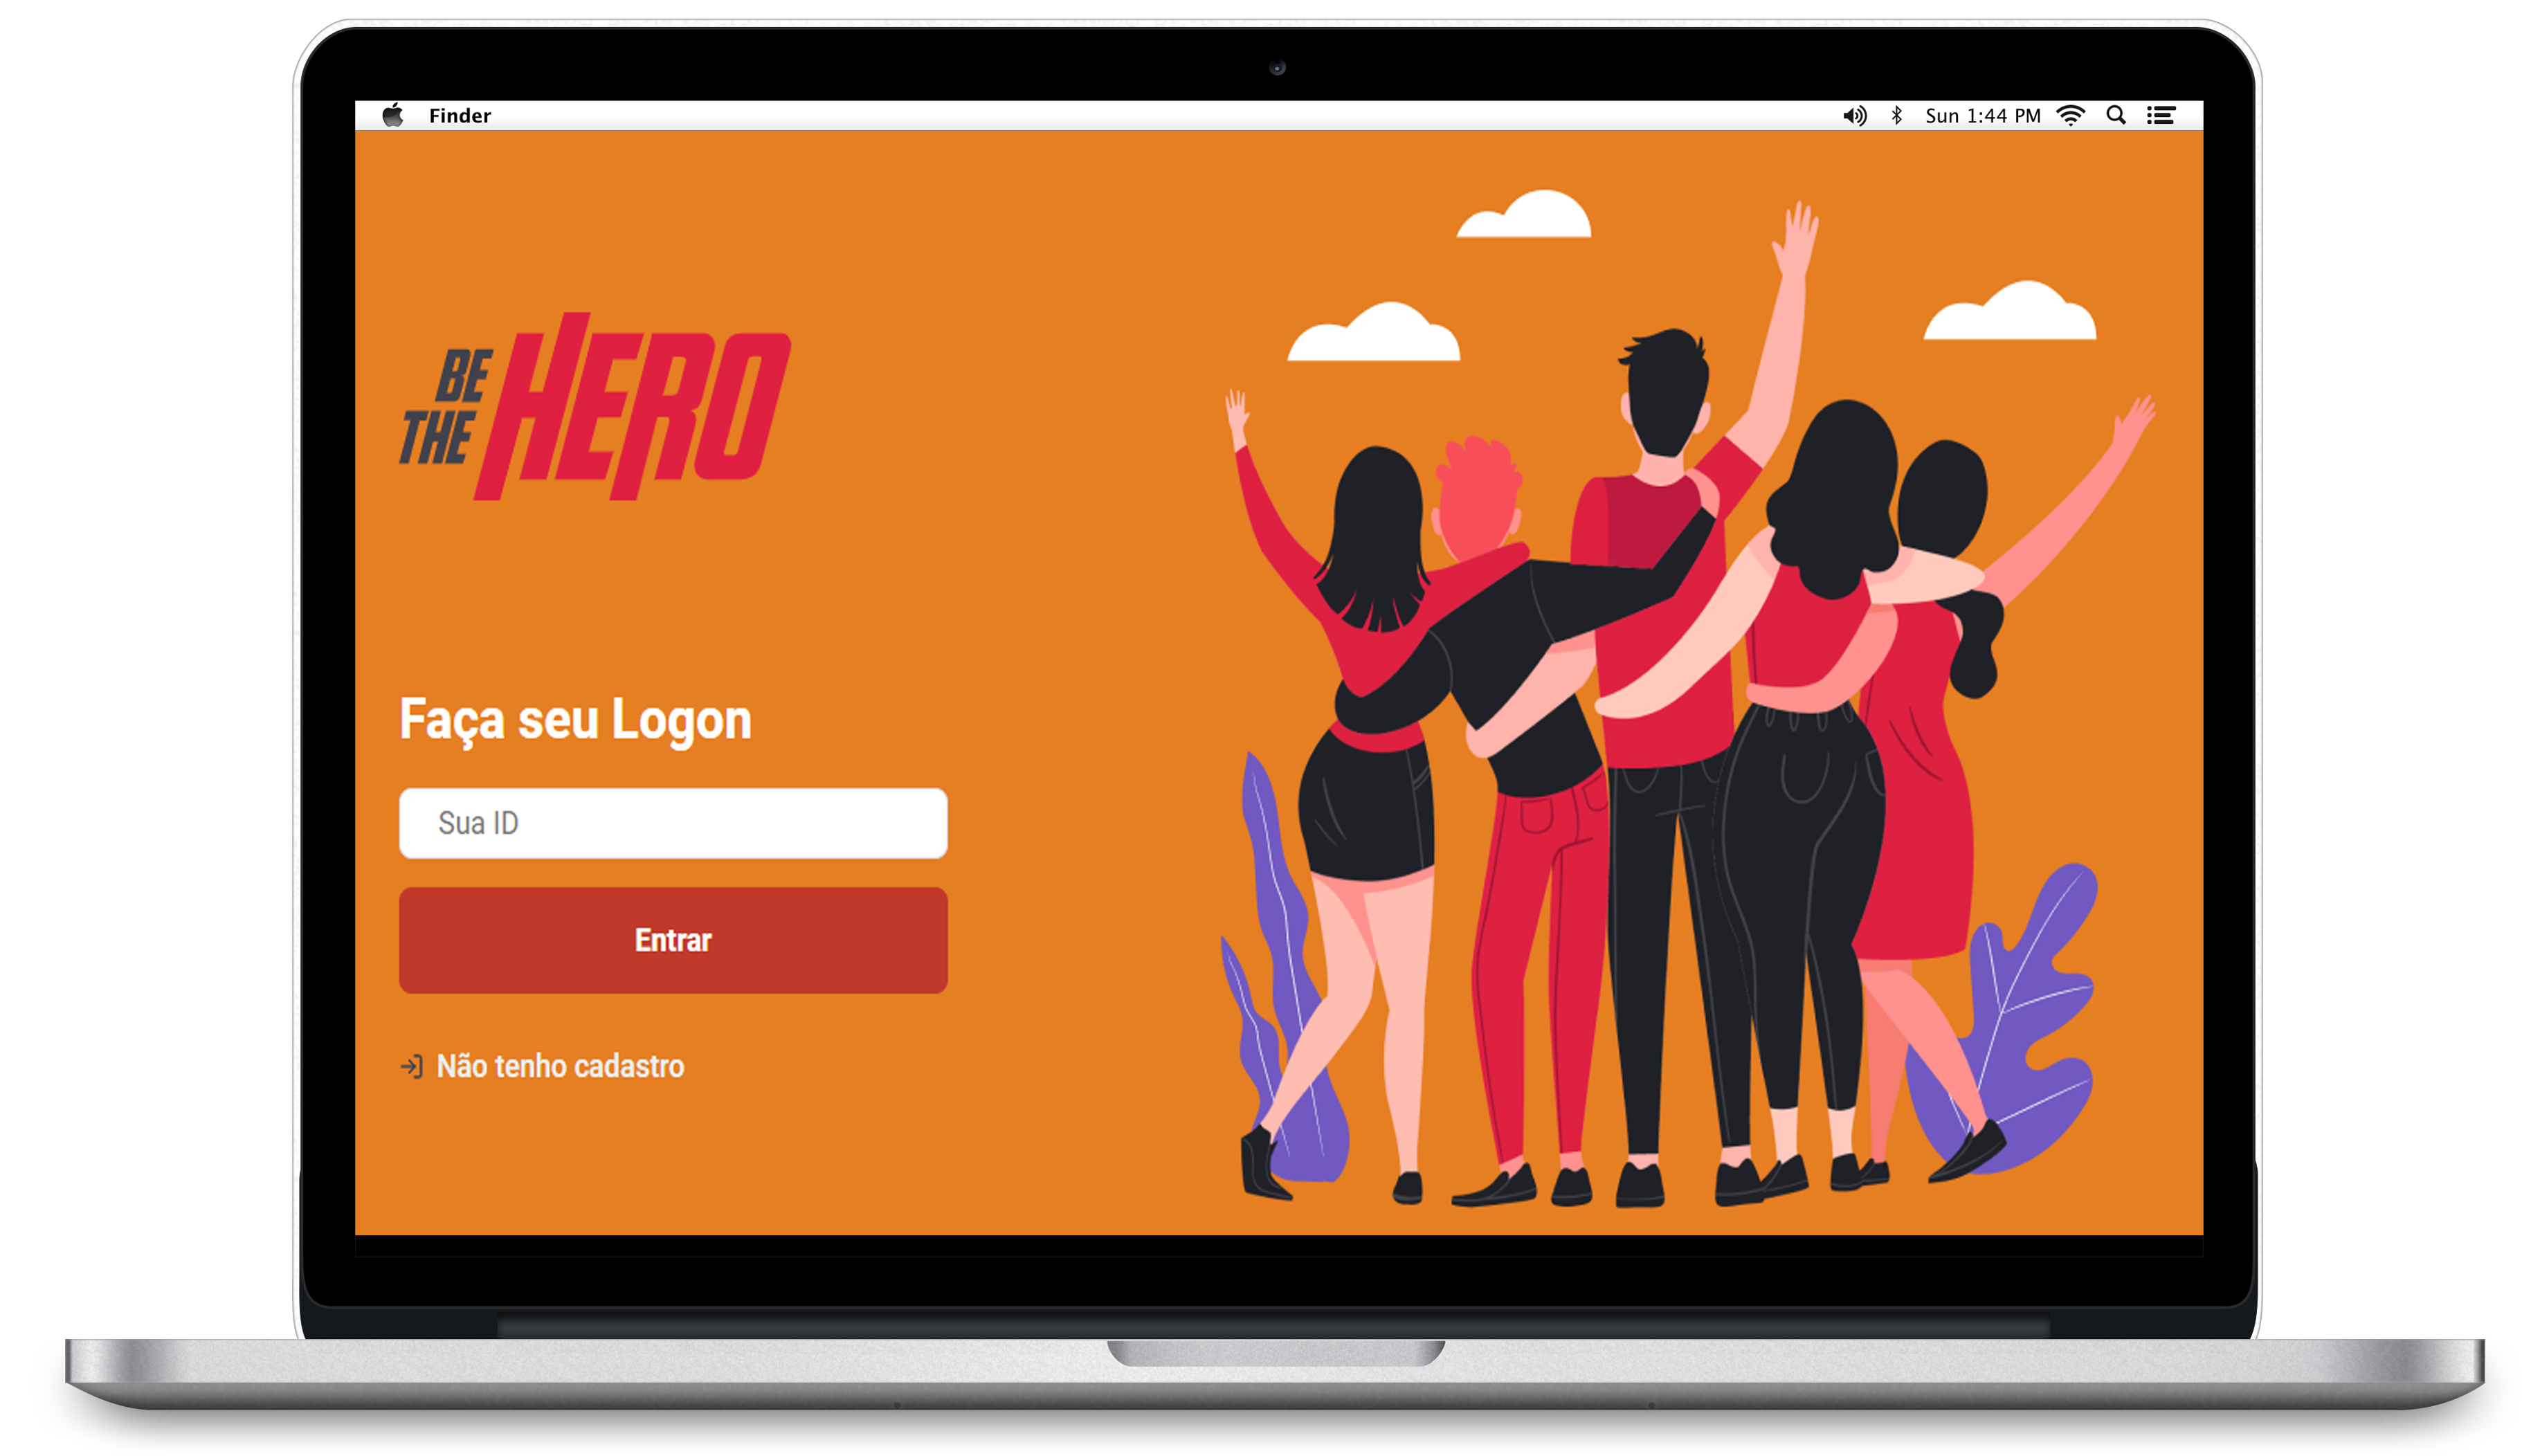 Finder
Sun 1:44 PM
BE
THE
HERO
Faça seu Logon
Sua ID
Entrar
Não tenho cadastro